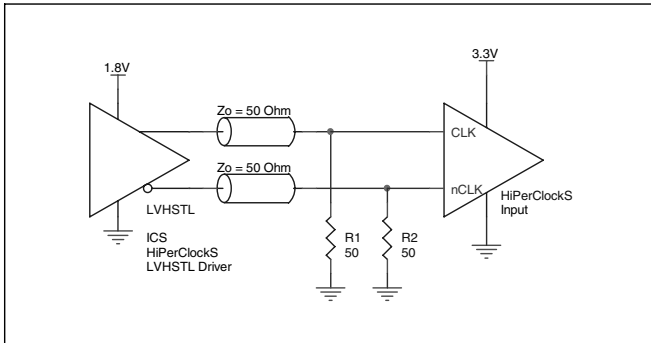 1.8V
3.3V
Zo = 50 Ohm
CLK
Zo = 50 Ohm
nCLK
HiPerClockS
Input
LVHSTL
ICS
HiPerClockS
LVHSTL Driver
R1
50
R2
50